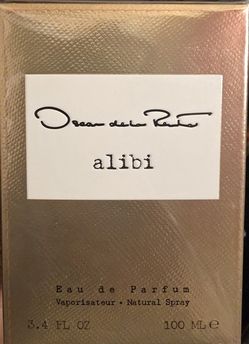 Oscar de la Renta
alibi
Eau de Parfum
Vaporisateur • Natural Spray
3.4 FL OZ 100 ML ℮